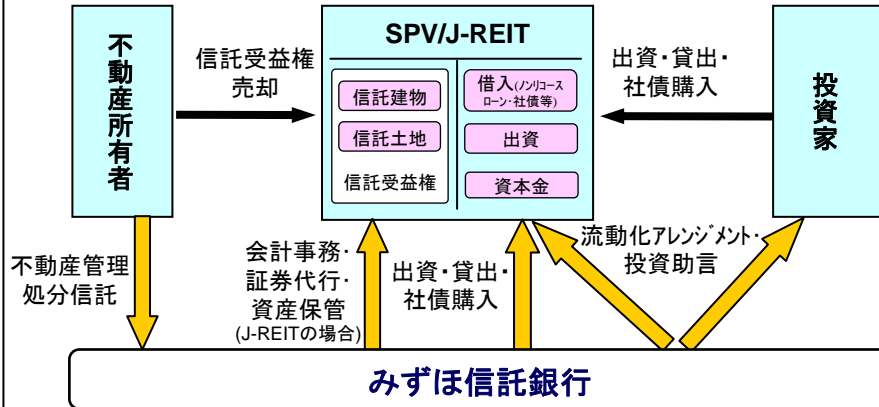 不動産所有者
信託受益権
売却
SPV/J-REIT
信託建物
信託土地
信託受益権
借入(ﾉﾝﾘｺｰｽ
ﾛｰﾝ・社債等)
出資
資本金
出資・貸出・
社債購入
投資家
不動産管理
処分信託
会計事務・
証券代行・
資産保管
(J-REITの場合)
出資・貸出・
社債購入
流動化ｱﾚﾝｼﾞﾒﾝﾄ・
投資助言
みずほ信託銀行